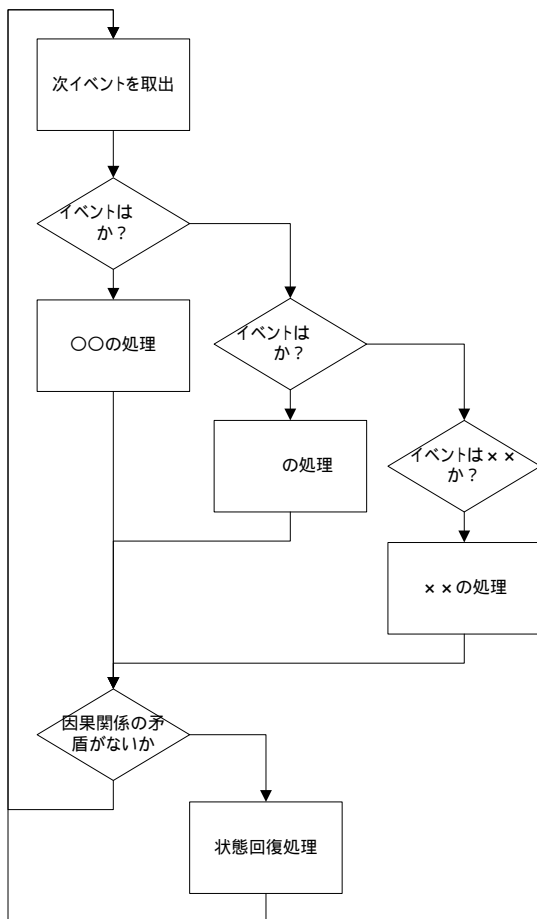 次イベントを取出
イベントは
か？
〇〇の処理
イベントは
か？
の処理
イベントは××
か？
××の処理
因果関係の矛
盾がないか
状態回復処理